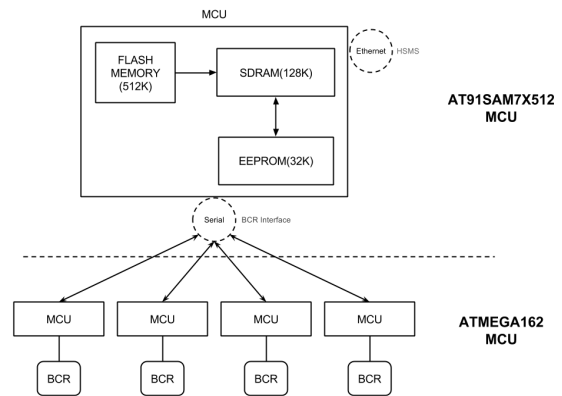 MCU
FLASH
MEMORY
(512K)
SDRAM(128K)
EEPROM(32K)
Ethernet
HSMS
AT91SAM7X512
MCU
Serial
BCR Interface
MCU
MCU
MCU
MCU
ATMEGA162
MCU
BCR
BCR
BCR
BCR